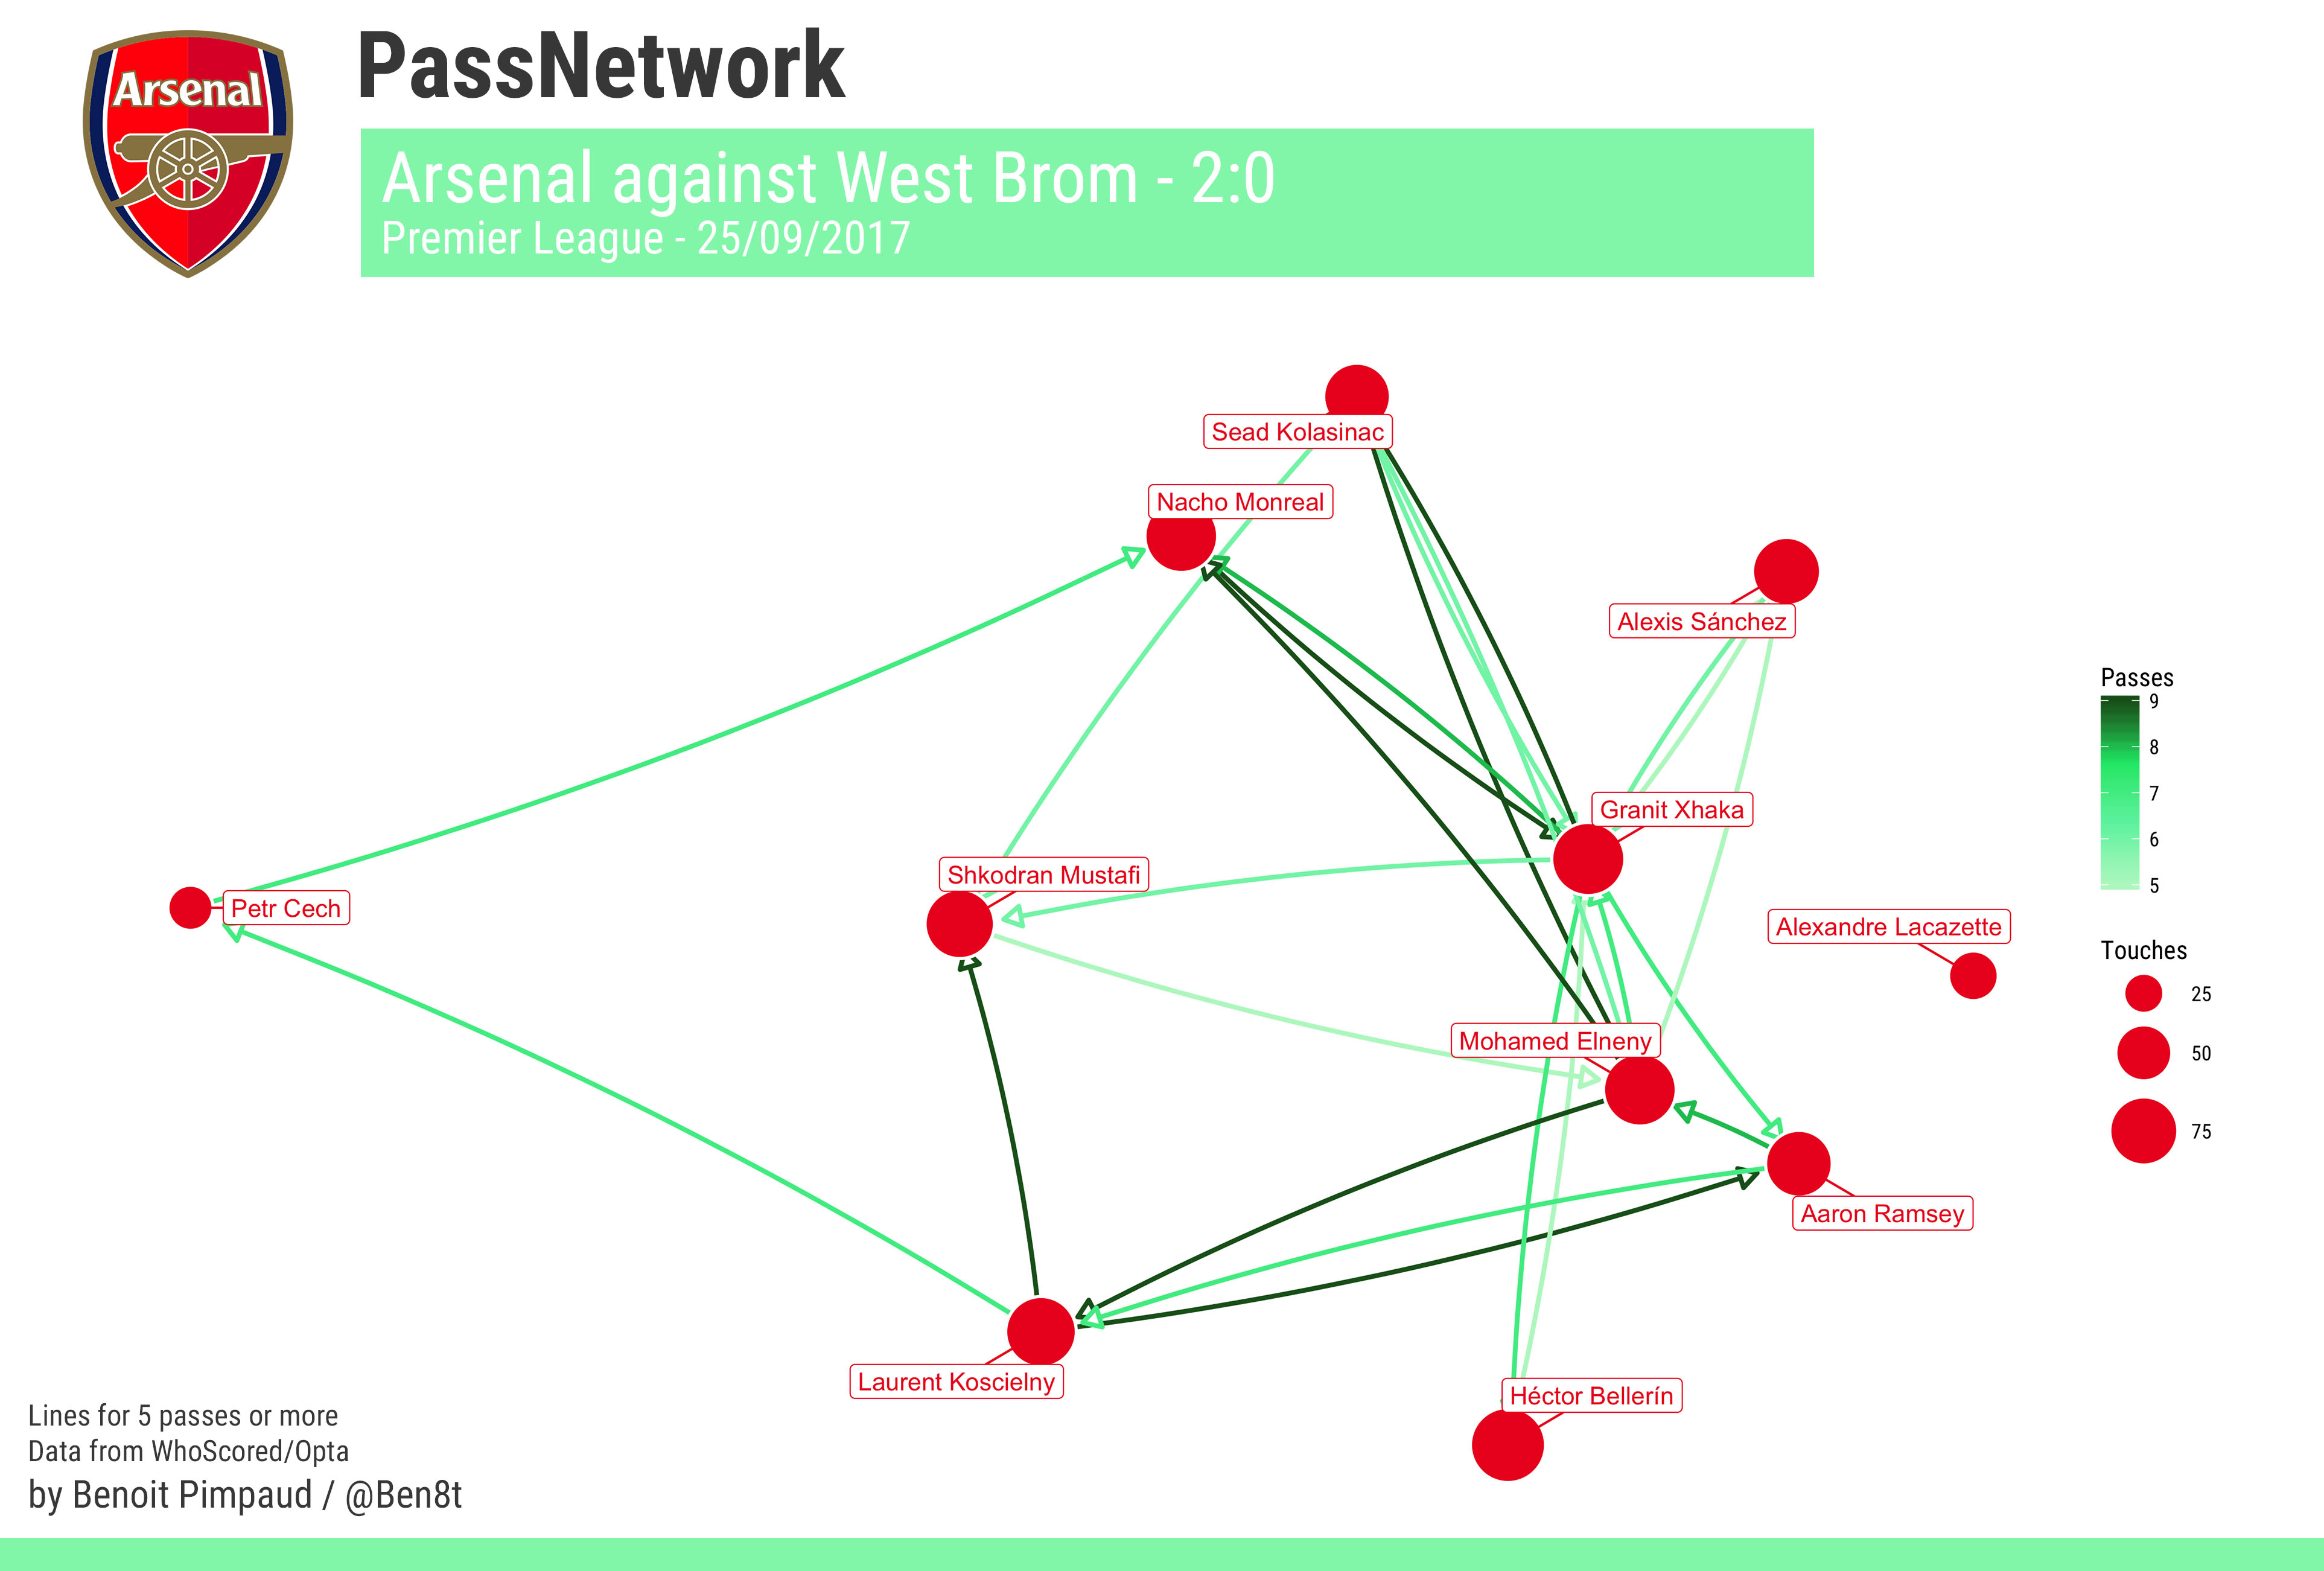 Arsenal
PassNetwork
Arsenal against West Brom - 2:0
Premier League - 25/09/2017
Sead Kolasinac
Nacho Monreal
Alexis Sánchez
Granit Xhaka
Shkodran Mustafi
Petr Cech
Alexandre Lacazette
Mohamed Elneny
Aaron Ramsey
Laurent Koscielny
Héctor Bellerín
Passes
9
8
7
6
5
Touches
25
50
75
Lines for 5 passes or more
Data from WhoScored/Opta
by Benoit Pimpaud / @Ben8t